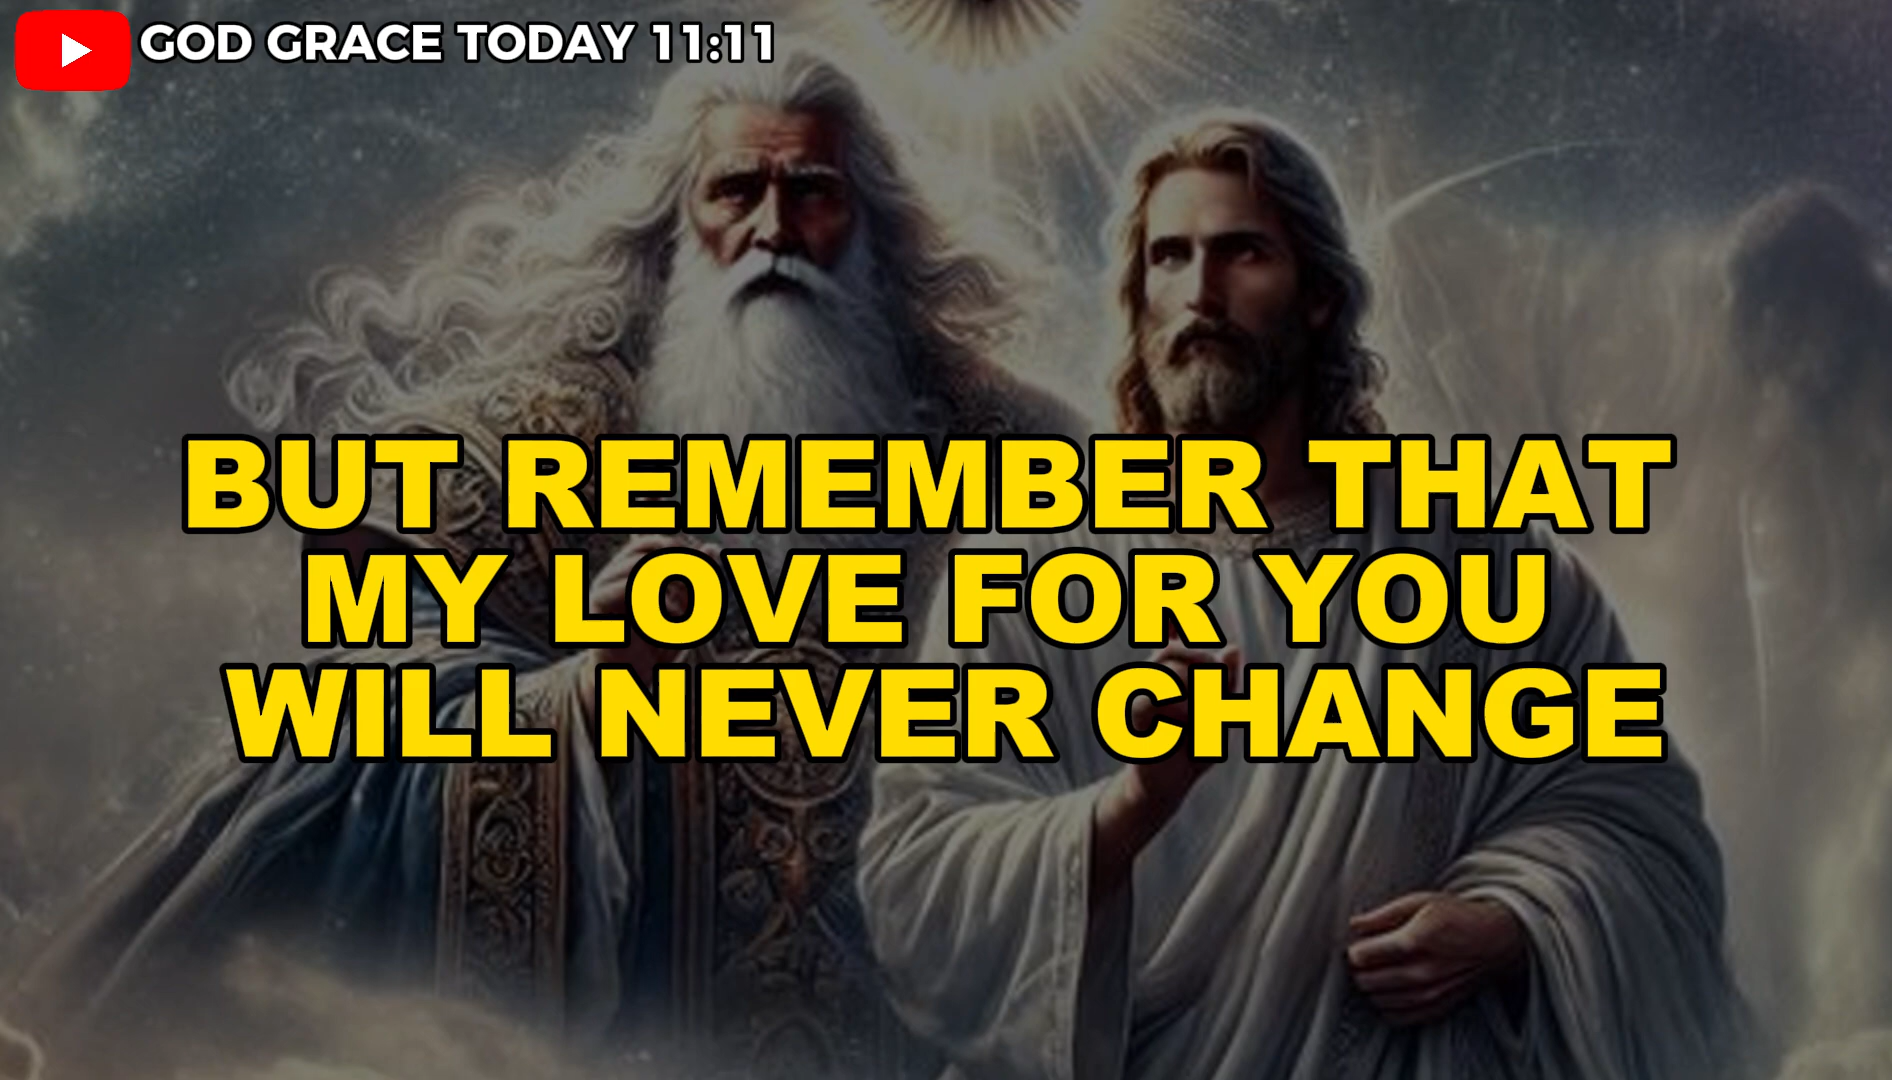 GOD GRACE TODAY 11:11
BUT REMEMBER THAT
MY LOVE FOR YOU
WILL NEVER CHANGE